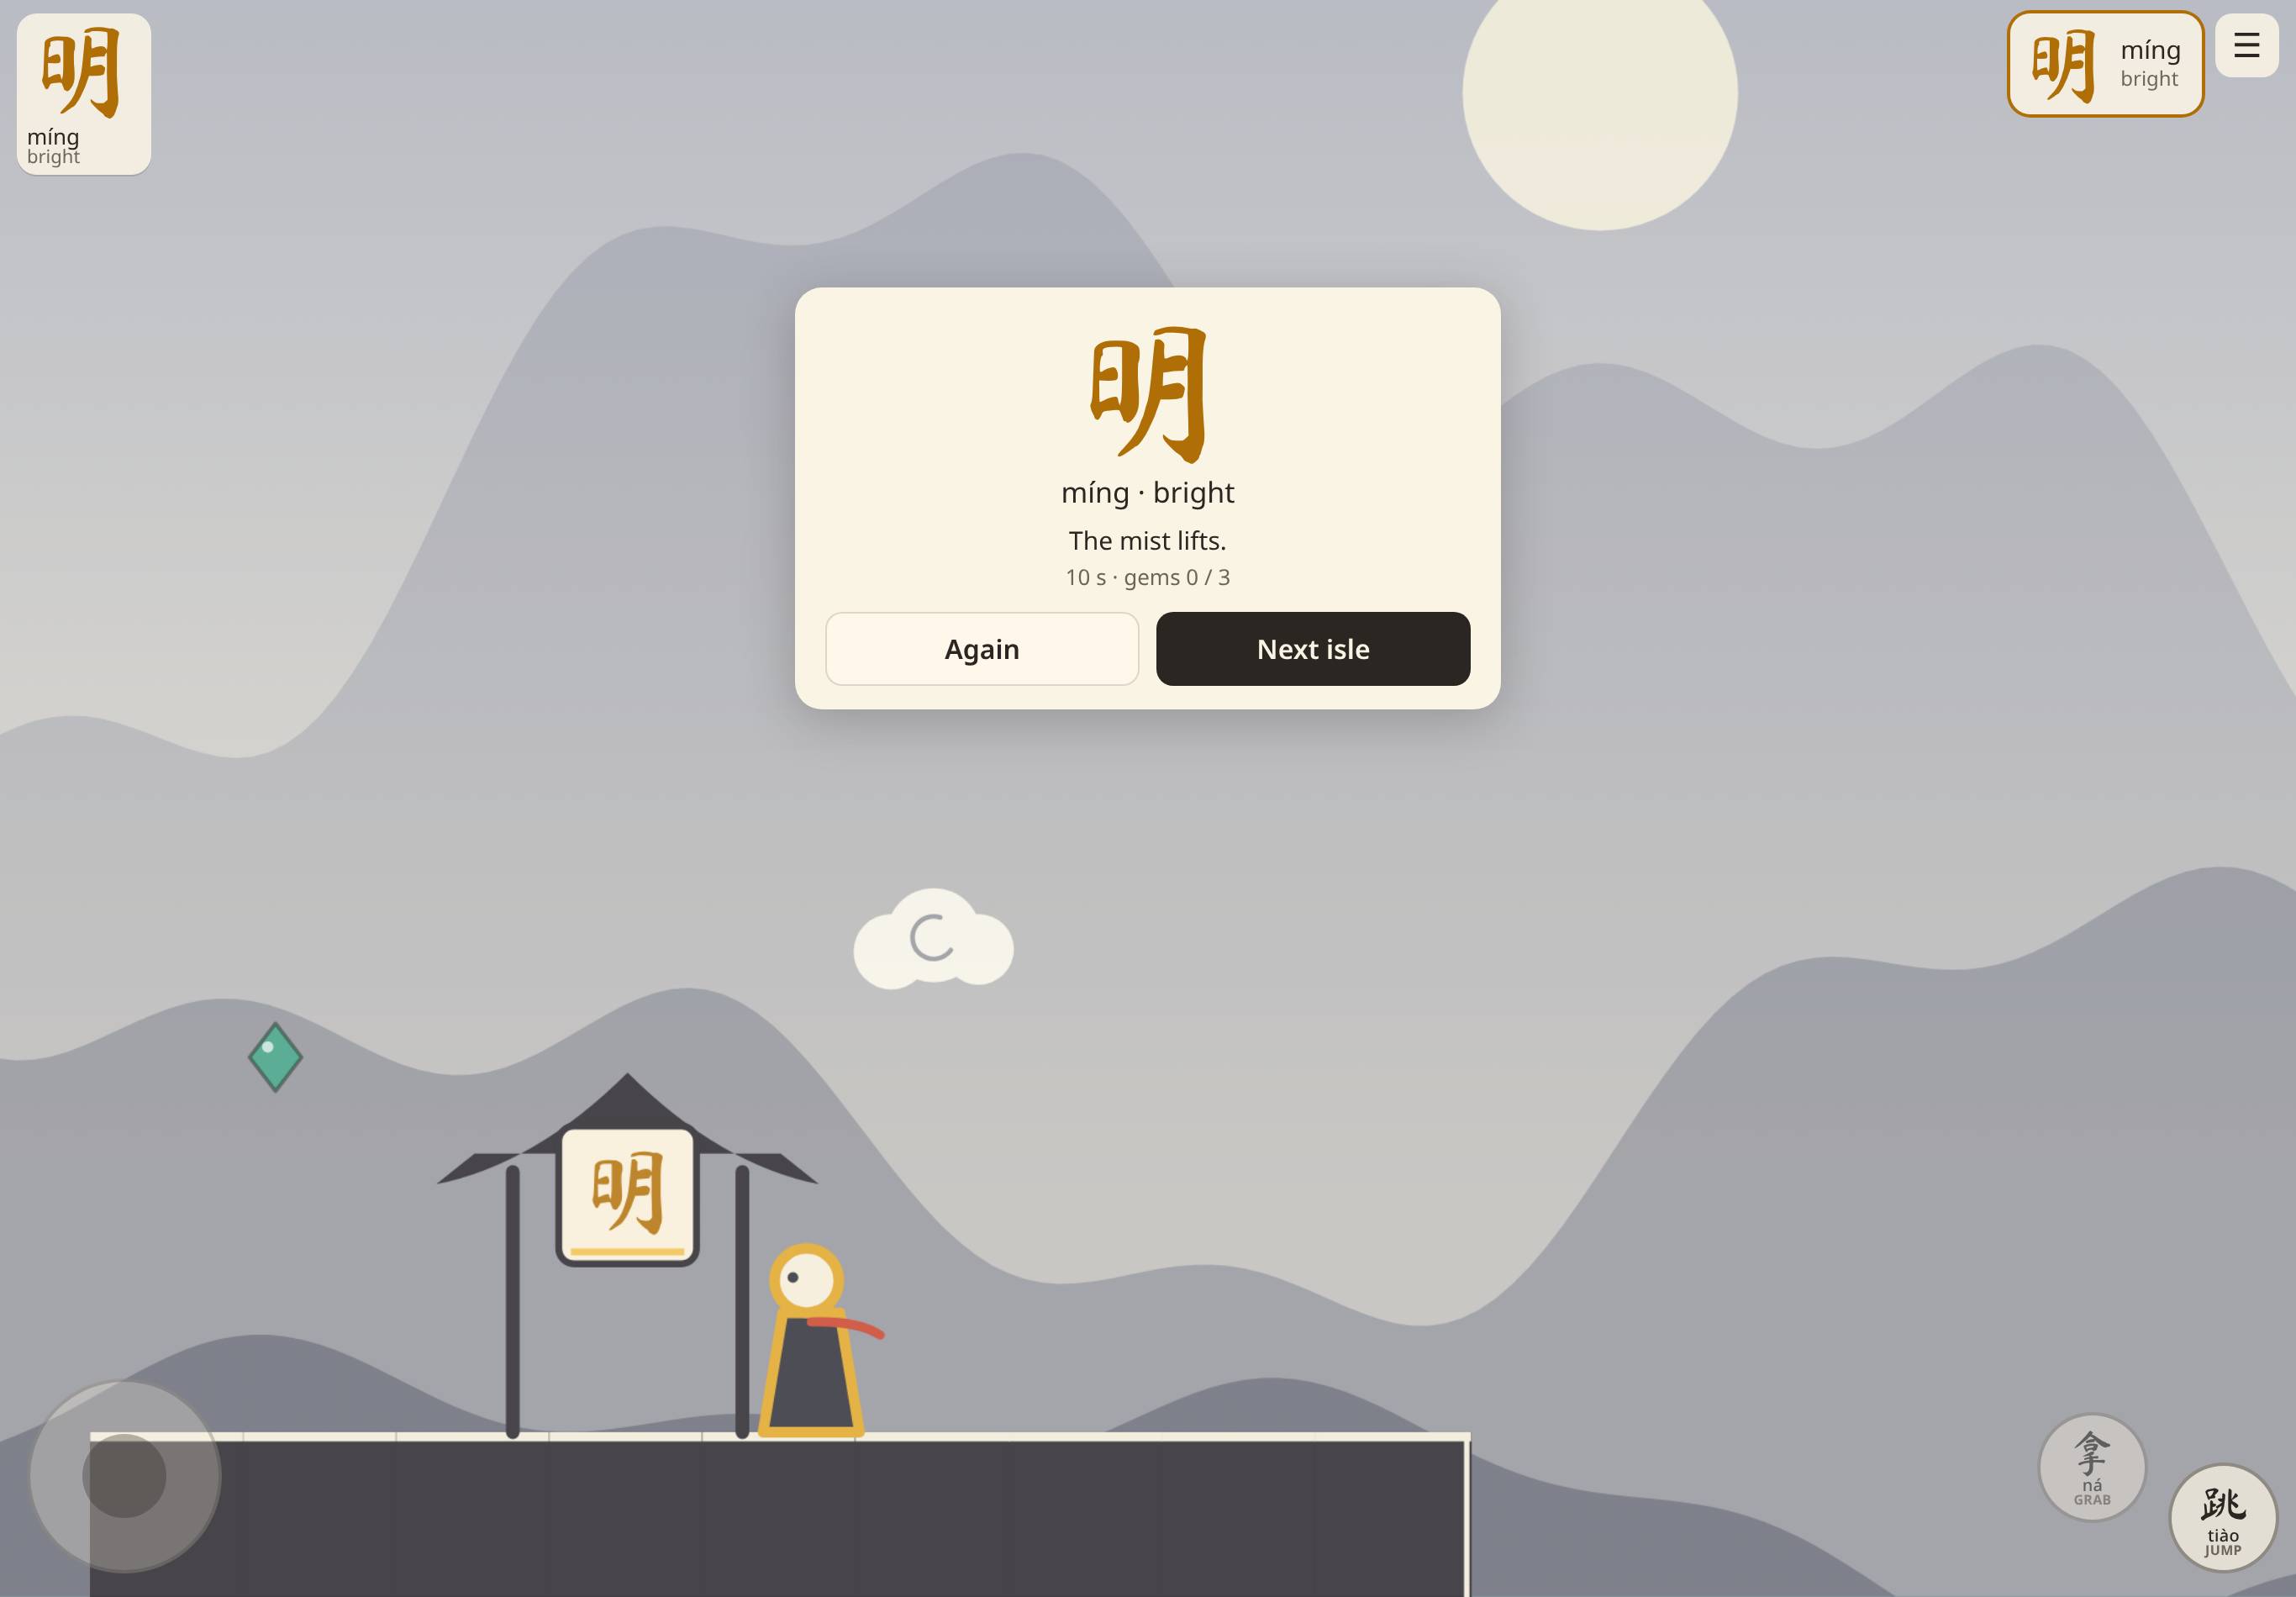 明
míng
bright
明
míng
bright
明
míng · bright
The mist lifts.
10 s · gems 0 / 3
Again
Next isle
明
拿
ná
GRAB
跳
tiào
JUMP